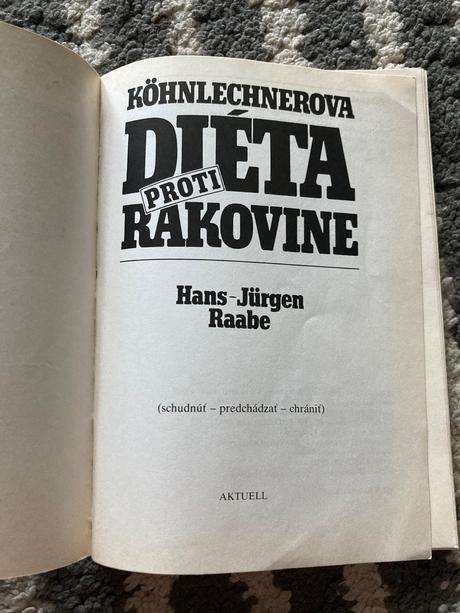 KÖHNLECHNEROVA
DIÉTA
PROTI
RAKOVINE
Hans-Jürgen
Raabe
(schudnúť – predchádzať – chrániť)
AKTUELL